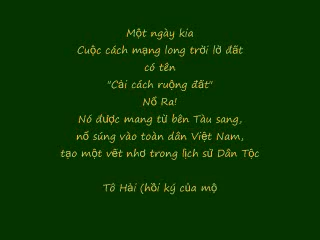 Một ngày kia
Cuộc cách mạng long trời lở đất
có tên
"Cải cách ruộng đất"
Nổ Ra!
Nó được mang từ bên Tàu sang,
nổ súng vào toàn dân Việt Nam,
tạo một vết nhơ trong lịch sử Dân Tộc
Tô Hải (hồi ký của mộ